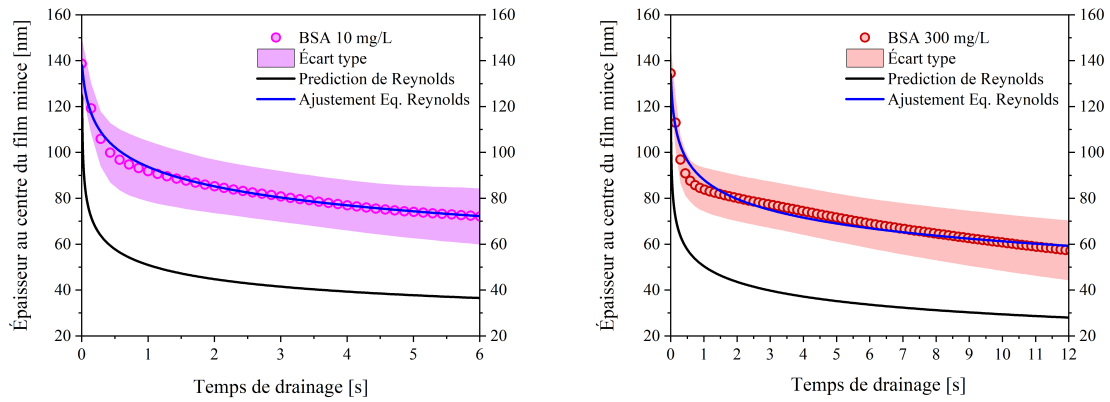 BSA 10 mg/L
Écart type
Prediction de Reynolds
Ajustement Eq. Reynolds
Épaisseur au centre du film mince [nm]
160
140
120
100
80
60
40
20
160
140
120
100
80
60
40
20
0 1 2 3 4 5 6
Temps de drainage [s]
BSA 300 mg/L
Écart type
Prediction de Reynolds
Ajustement Eq. Reynolds
Épaisseur au centre du film mince [nm]
160
140
120
100
80
60
40
20
160
140
120
100
80
60
40
20
0 1 2 3 4 5 6 7 8 9 10 11 12
Temps de drainage [s]